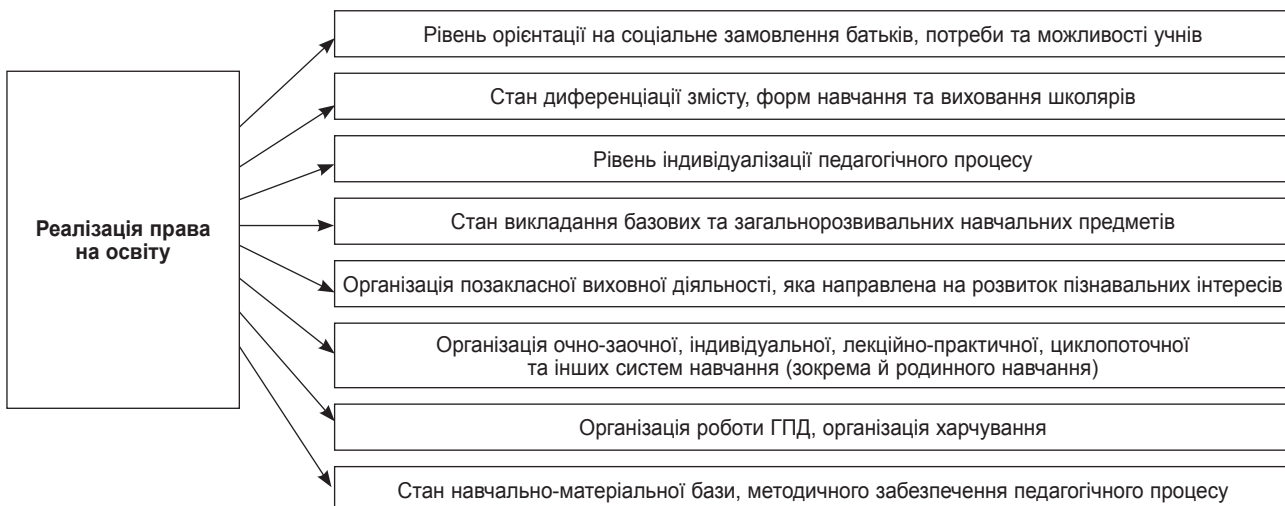 Реалізація права
на освіту
Рівень орієнтації на соціальне замовлення батьків, потреби та можливості учнів
Стан диференціації змісту, форм навчання та виховання школярів
Рівень індивідуалізації педагогічного процесу
Стан викладання базових та загальнорозвивальних навчальних предметів
Організація позакласної виховної діяльності, яка направлена на розвиток пізнавальних інтересів
Організація очно-заочної, індивідуальної, лекційно-практичної, циклопоточної
та інших систем навчання (зокрема й родинного навчання)
Організація роботи ГПД, організація харчування
Стан навчально-матеріальної бази, методичного забезпечення педагогічного процесу